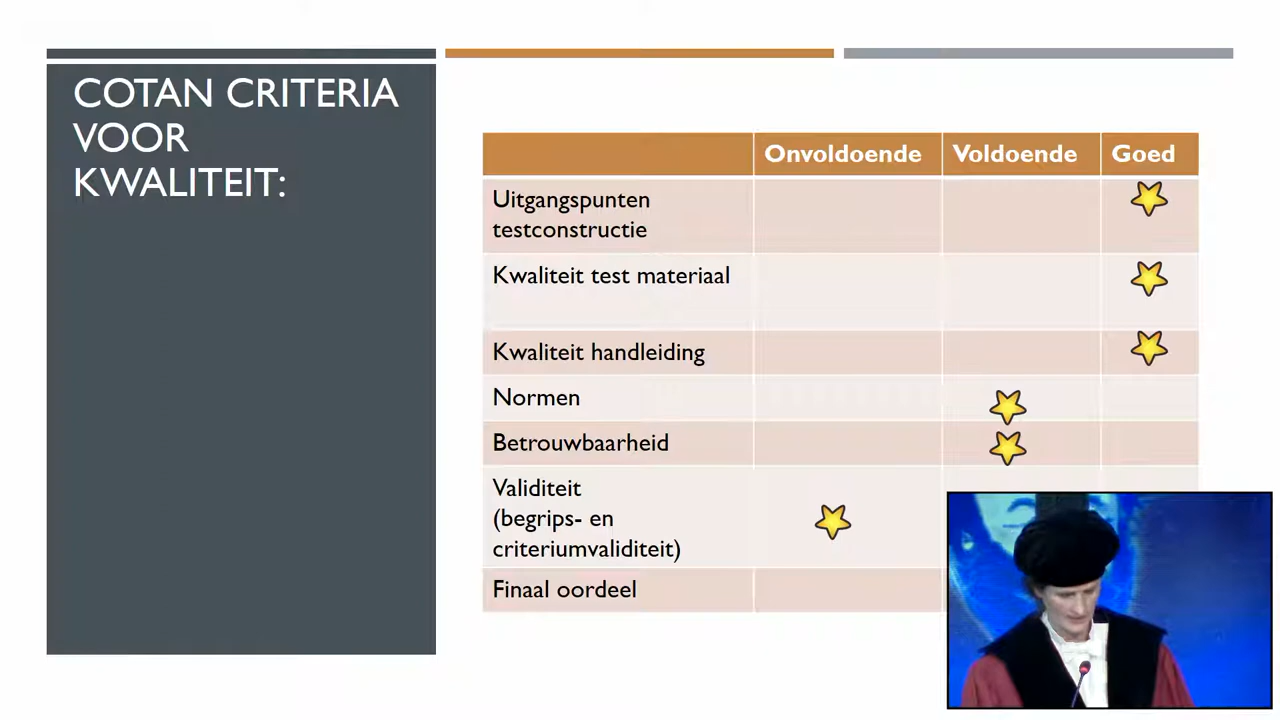 COTAN CRITERIA
VOOR
KWALITEIT:
Onvoldoende Voldoende Goed
Uitgangspunten
testconstructie
Kwaliteit test materiaal
Kwaliteit handleiding
Normen
Betrouwbaarheid
Validiteit
(begrips- en
criteriumvaliditeit)
Finaal oordeel